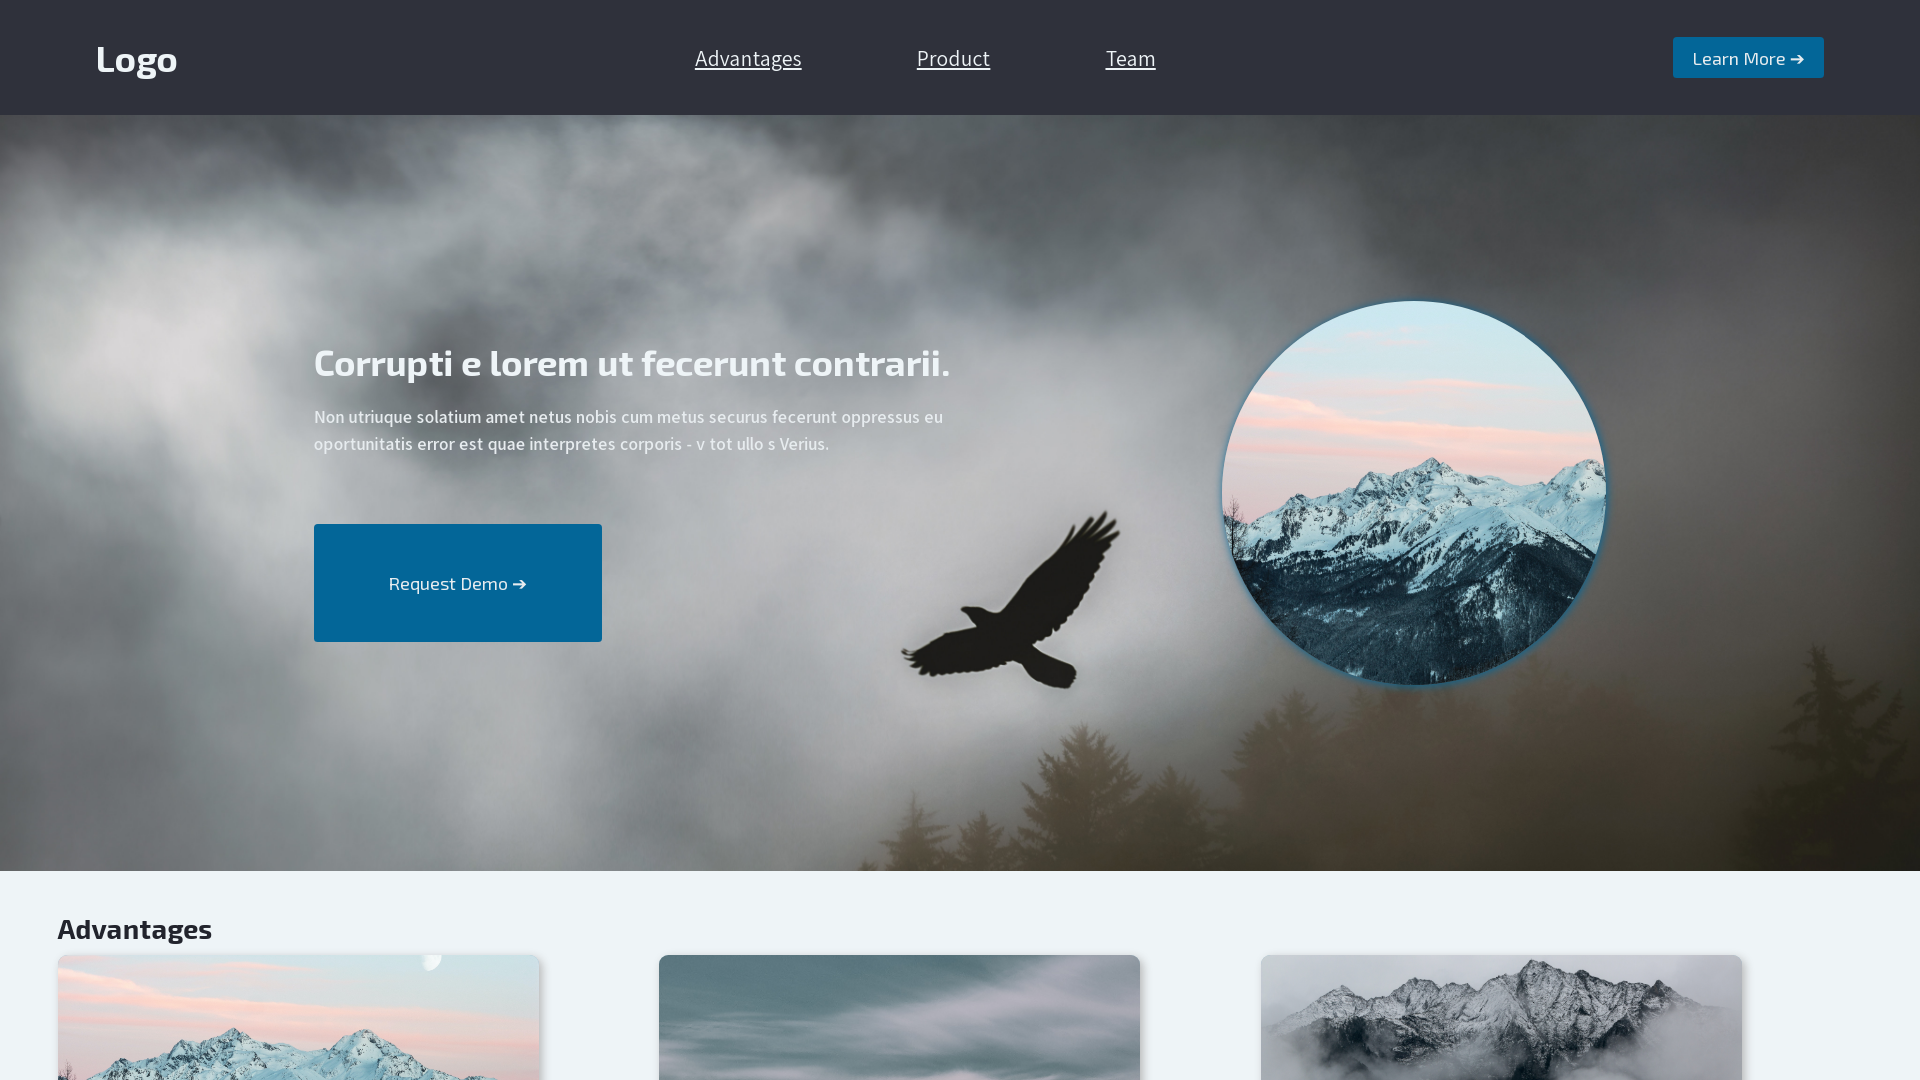 Logo
Advantages
Product
Team
Learn More ➔
Corrupti e lorem ut fecerunt contrarii.
Non utriuque solatium amet netus nobis cum metus securus fecerunt oppressus eu
oportunitatis error est quae interpretes corporis - v tot ullo s Verius.
Request Demo ➔
Advantages